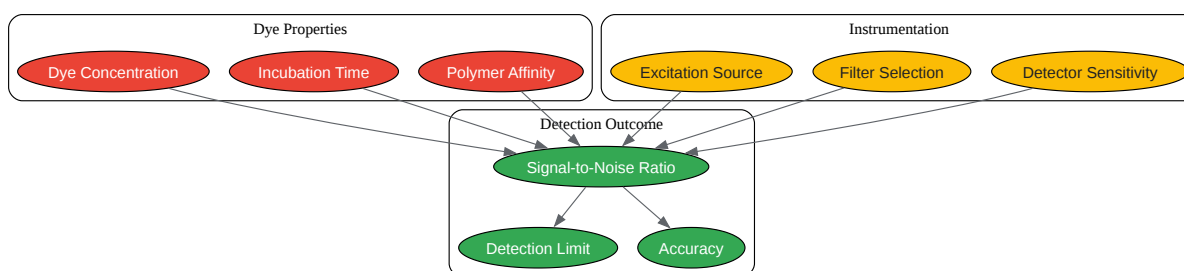 Dye Properties
Instrumentation
Dye Concentration
Incubation Time
Polymer Affinity
Excitation Source
Filter Selection
Detector Sensitivity
Detection Outcome
Signal-to-Noise Ratio
Detection Limit
Accuracy